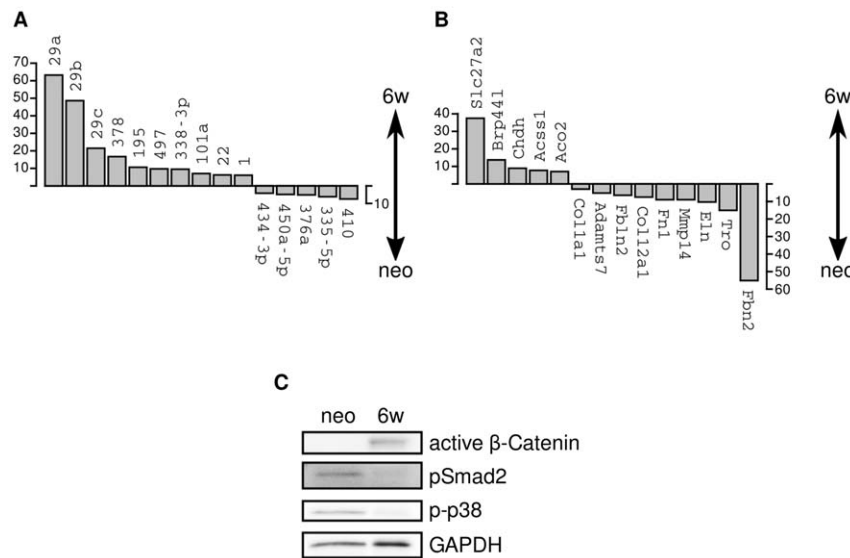 A
70
60
50
40
30
20
10
29a
29b
29c
378
195
497
338-3p
101a
22
1
434-3p
450a-5p
376a
335-5p
410
10
6w
neo
B
40
30
20
10
Slc27a2
Brp44l
Chdh
Acss1
Aco2
Col1a1
Adamts7
Fbln2
Col12a1
Fn1
Mmp14
Eln
Tro
Fbn2
10
20
30
40
50
60
6w
neo
C
neo 6w
active β-Catenin
pSmad2
p-p38
GAPDH